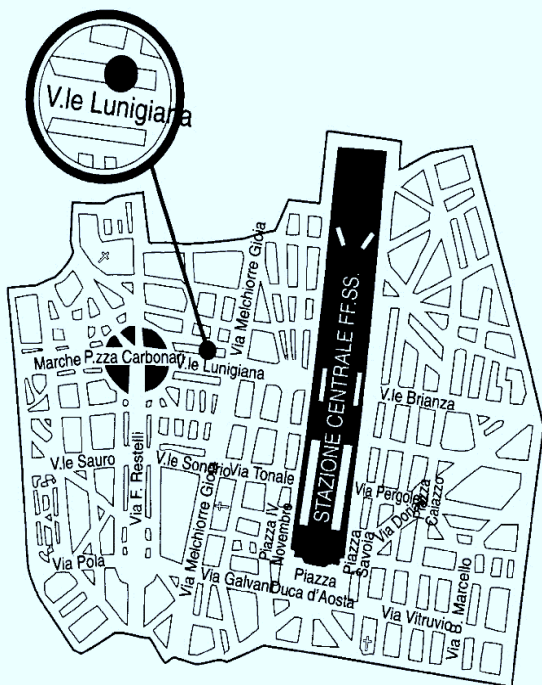 V.le Lunigiana
Via Melchiorre Gioia
STAZIONE CENTRALE FF.SS.
Marche
P.zza Carbonari
V.le Lunigiana
V.le Brianza
V.le Sauro
Via F. Restelli
V.le Sondrio
Via Tonale
Via Melchiorre Gioia
Piazza IV
Novembre
Via Pergolesi
Via Doria
Piazza
Caiazzo
Via Pola
Via Galvani
Piazza
Duca d'Aosta
Piazza
Savoia
Via Vitruvio
Via B. Marcello